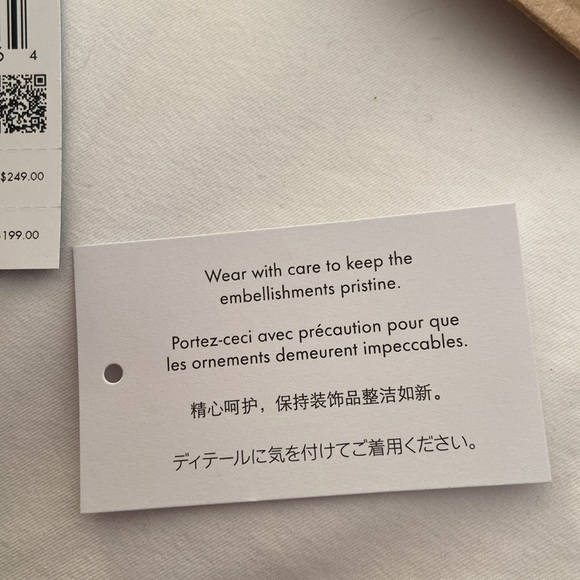 4
$249.00
199.00
Wear with care to keep the
embellishments pristine.
Portez-ceci avec précaution pour que
les ornements demeurent impeccables.
精心呵护，保持装饰品整洁如新。
ディテールに気を付けてご着用ください。